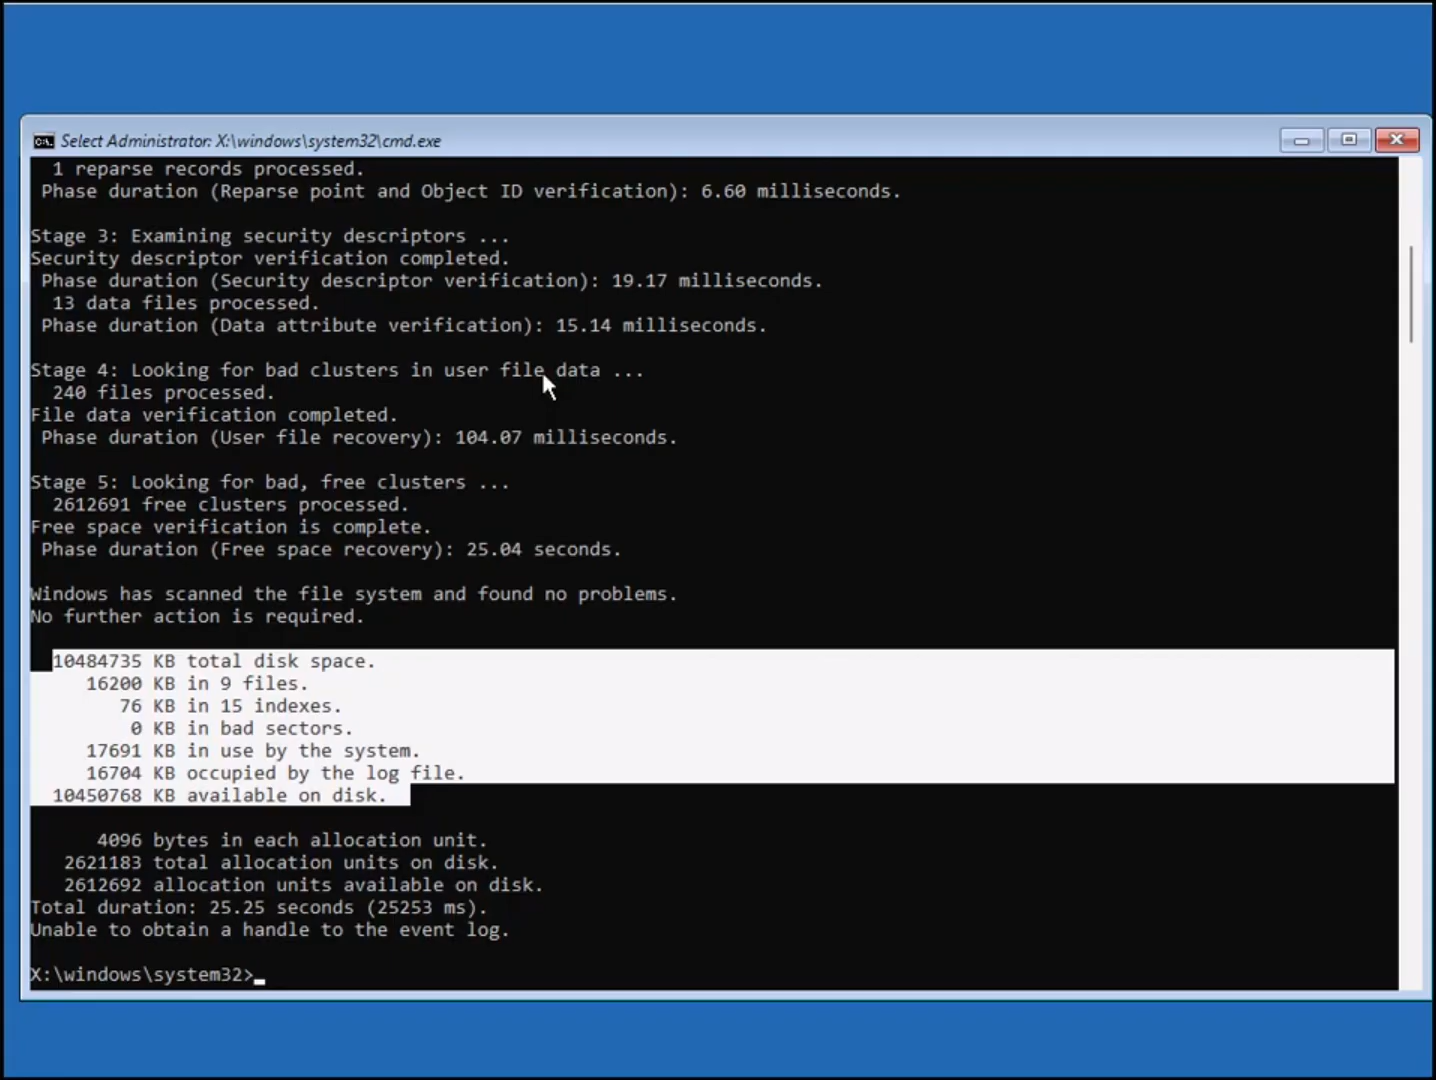 Select Administrator: X:\windows\system32\cmd.exe
1 reparse records processed.
Phase duration (Reparse point and Object ID verification): 6.60 milliseconds.
Stage 3: Examining security descriptors ...
Security descriptor verification completed.
Phase duration (Security descriptor verification): 19.17 milliseconds.
13 data files processed.
Phase duration (Data attribute verification): 15.14 milliseconds.
Stage 4: Looking for bad clusters in user file data ...
240 files processed.
File data verification completed.
Phase duration (User file recovery): 104.07 milliseconds.
Stage 5: Looking for bad, free clusters ...
2612691 free clusters processed.
Free space verification is complete.
Phase duration (Free space recovery): 25.04 seconds.
Windows has scanned the file system and found no problems.
No further action is required.
10484735 KB total disk space.
16200 KB in 9 files.
76 KB in 15 indexes.
0 KB in bad sectors.
17691 KB in use by the system.
16704 KB occupied by the log file.
10450768 KB available on disk.
4096 bytes in each allocation unit.
2621183 total allocation units on disk.
2612692 allocation units available on disk.
Total duration: 25.25 seconds (25253 ms).
Unable to obtain a handle to the event log.
X:\windows\system32>